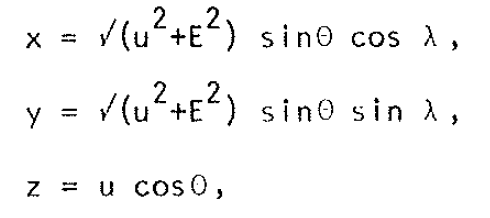 x = √(u²+E²) sinθ cos λ,
y = √(u²+E²) sinθ sin λ,
z = u cosθ,